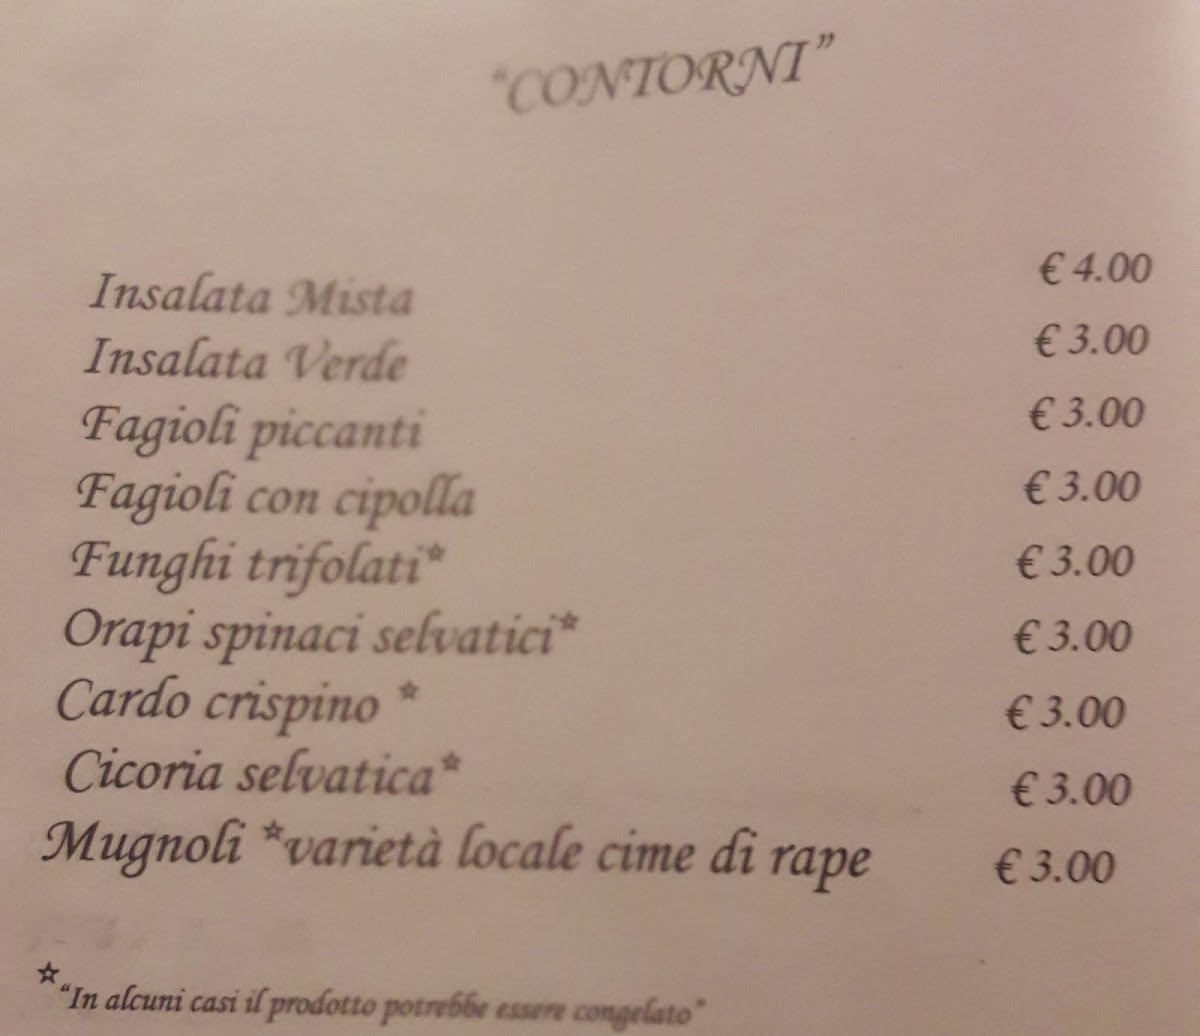 “CONTORNI”
Insalata Mista € 4.00
Insalata Verde € 3.00
Fagioli piccanti € 3.00
Fagioli con cipolla € 3.00
Funghi trifolati* € 3.00
Orapi spinaci selvatici* € 3.00
Cardo crispino * € 3.00
Cicoria selvatica* € 3.00
Mugnoli *varietà locale cime di rape € 3.00
*“In alcuni casi il prodotto potrebbe essere congelato”